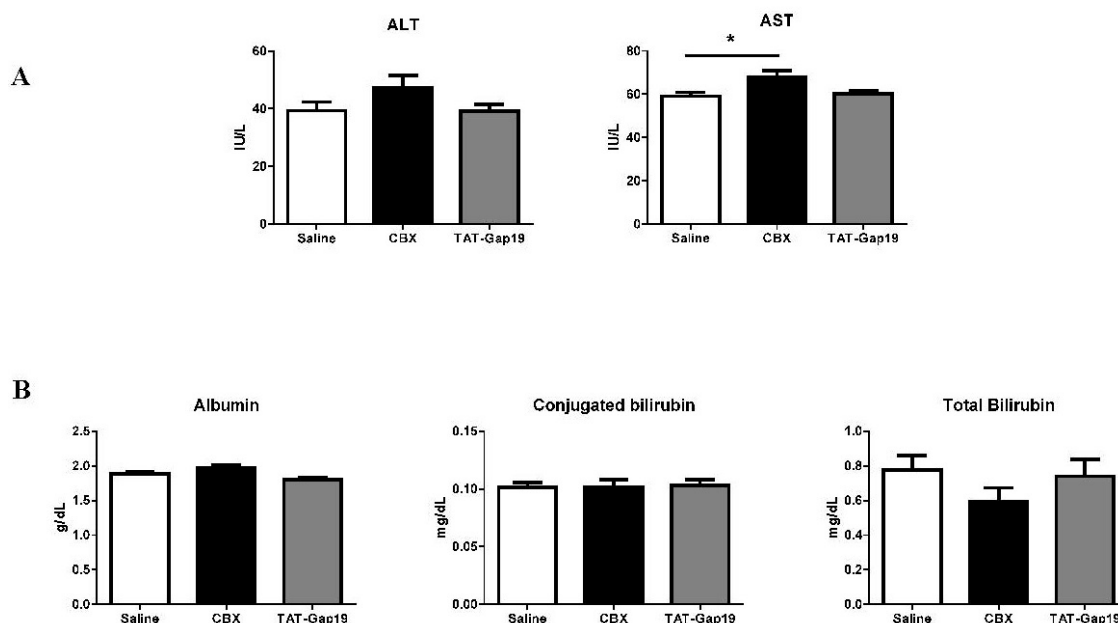 A
ALT
IU/L
60
40
20
0
Saline CBX TAT-Gap19
AST
*
IU/L
80
60
40
20
0
Saline CBX TAT-Gap19
B
Albumin
g/dL
2.5
2.0
1.5
1.0
0.5
0.0
Saline CBX TAT-Gap19
Conjugated bilirubin
mg/dL
0.15
0.10
0.05
0.00
Saline CBX TAT-Gap19
Total Bilirubin
mg/dL
1.0
0.8
0.6
0.4
0.2
0.0
Saline CBX TAT-Gap19